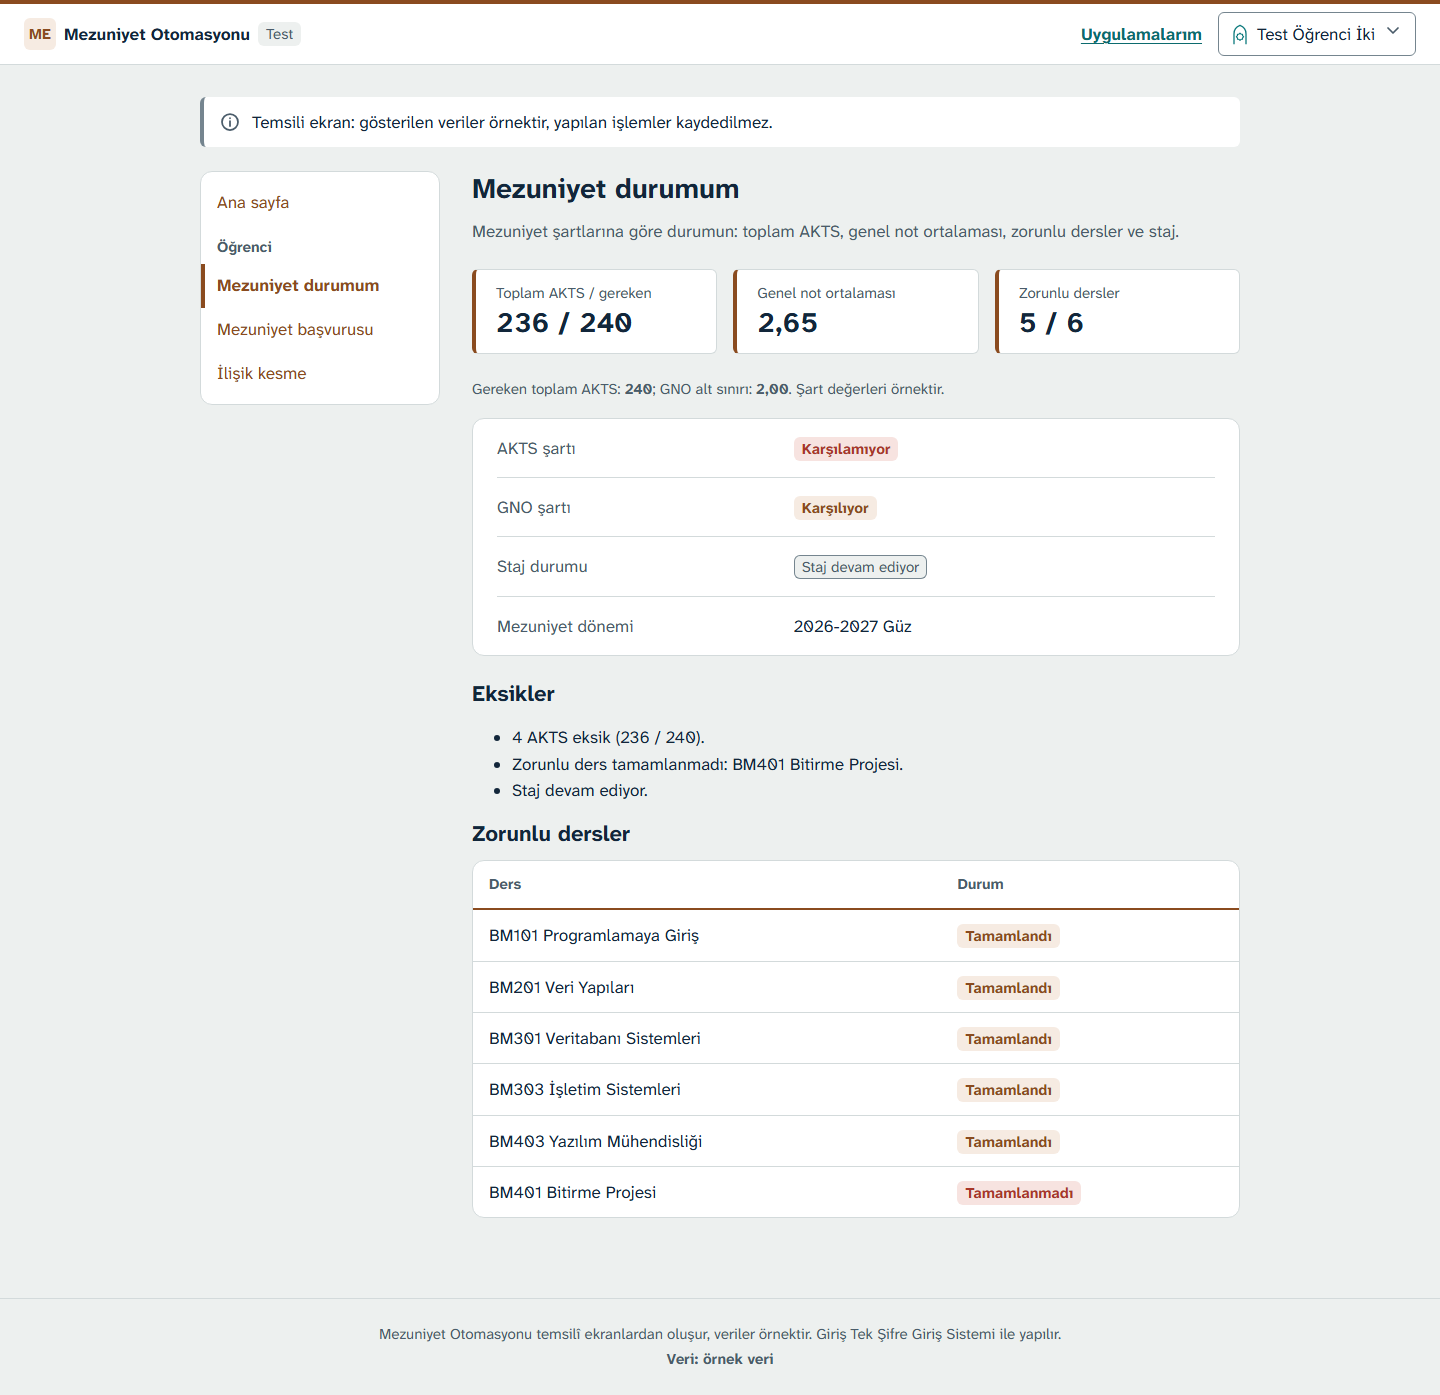 ME Mezuniyet Otomasyonu Test
Uygulamalarım
Test Öğrenci İki
Temsili ekran: gösterilen veriler örnektir, yapılan işlemler kaydedilmez.
Ana sayfa
Öğrenci
Mezuniyet durumum
Mezuniyet başvurusu
İlişik kesme
Mezuniyet durumum
Mezuniyet şartlarına göre durumun: toplam AKTS, genel not ortalaması, zorunlu dersler ve staj.
Toplam AKTS / gereken
236 / 240
Genel not ortalaması
2,65
Zorunlu dersler
5 / 6
Gereken toplam AKTS: 240; GNO alt sınırı: 2,00. Şart değerleri örnektir.
AKTS şartı Karşılamıyor
GNO şartı Karşılıyor
Staj durumu Staj devam ediyor
Mezuniyet dönemi 2026-2027 Güz
Eksikler
4 AKTS eksik (236 / 240).
Zorunlu ders tamamlanmadı: BM401 Bitirme Projesi.
Staj devam ediyor.
Zorunlu dersler
Ders Durum
BM101 Programlamaya Giriş Tamamlandı
BM201 Veri Yapıları Tamamlandı
BM301 Veritabanı Sistemleri Tamamlandı
BM303 İşletim Sistemleri Tamamlandı
BM403 Yazılım Mühendisliği Tamamlandı
BM401 Bitirme Projesi Tamamlanmadı
Mezuniyet Otomasyonu temsilî ekranlardan oluşur, veriler örnektir. Giriş Tek Şifre Giriş Sistemi ile yapılır.
Veri: örnek veri